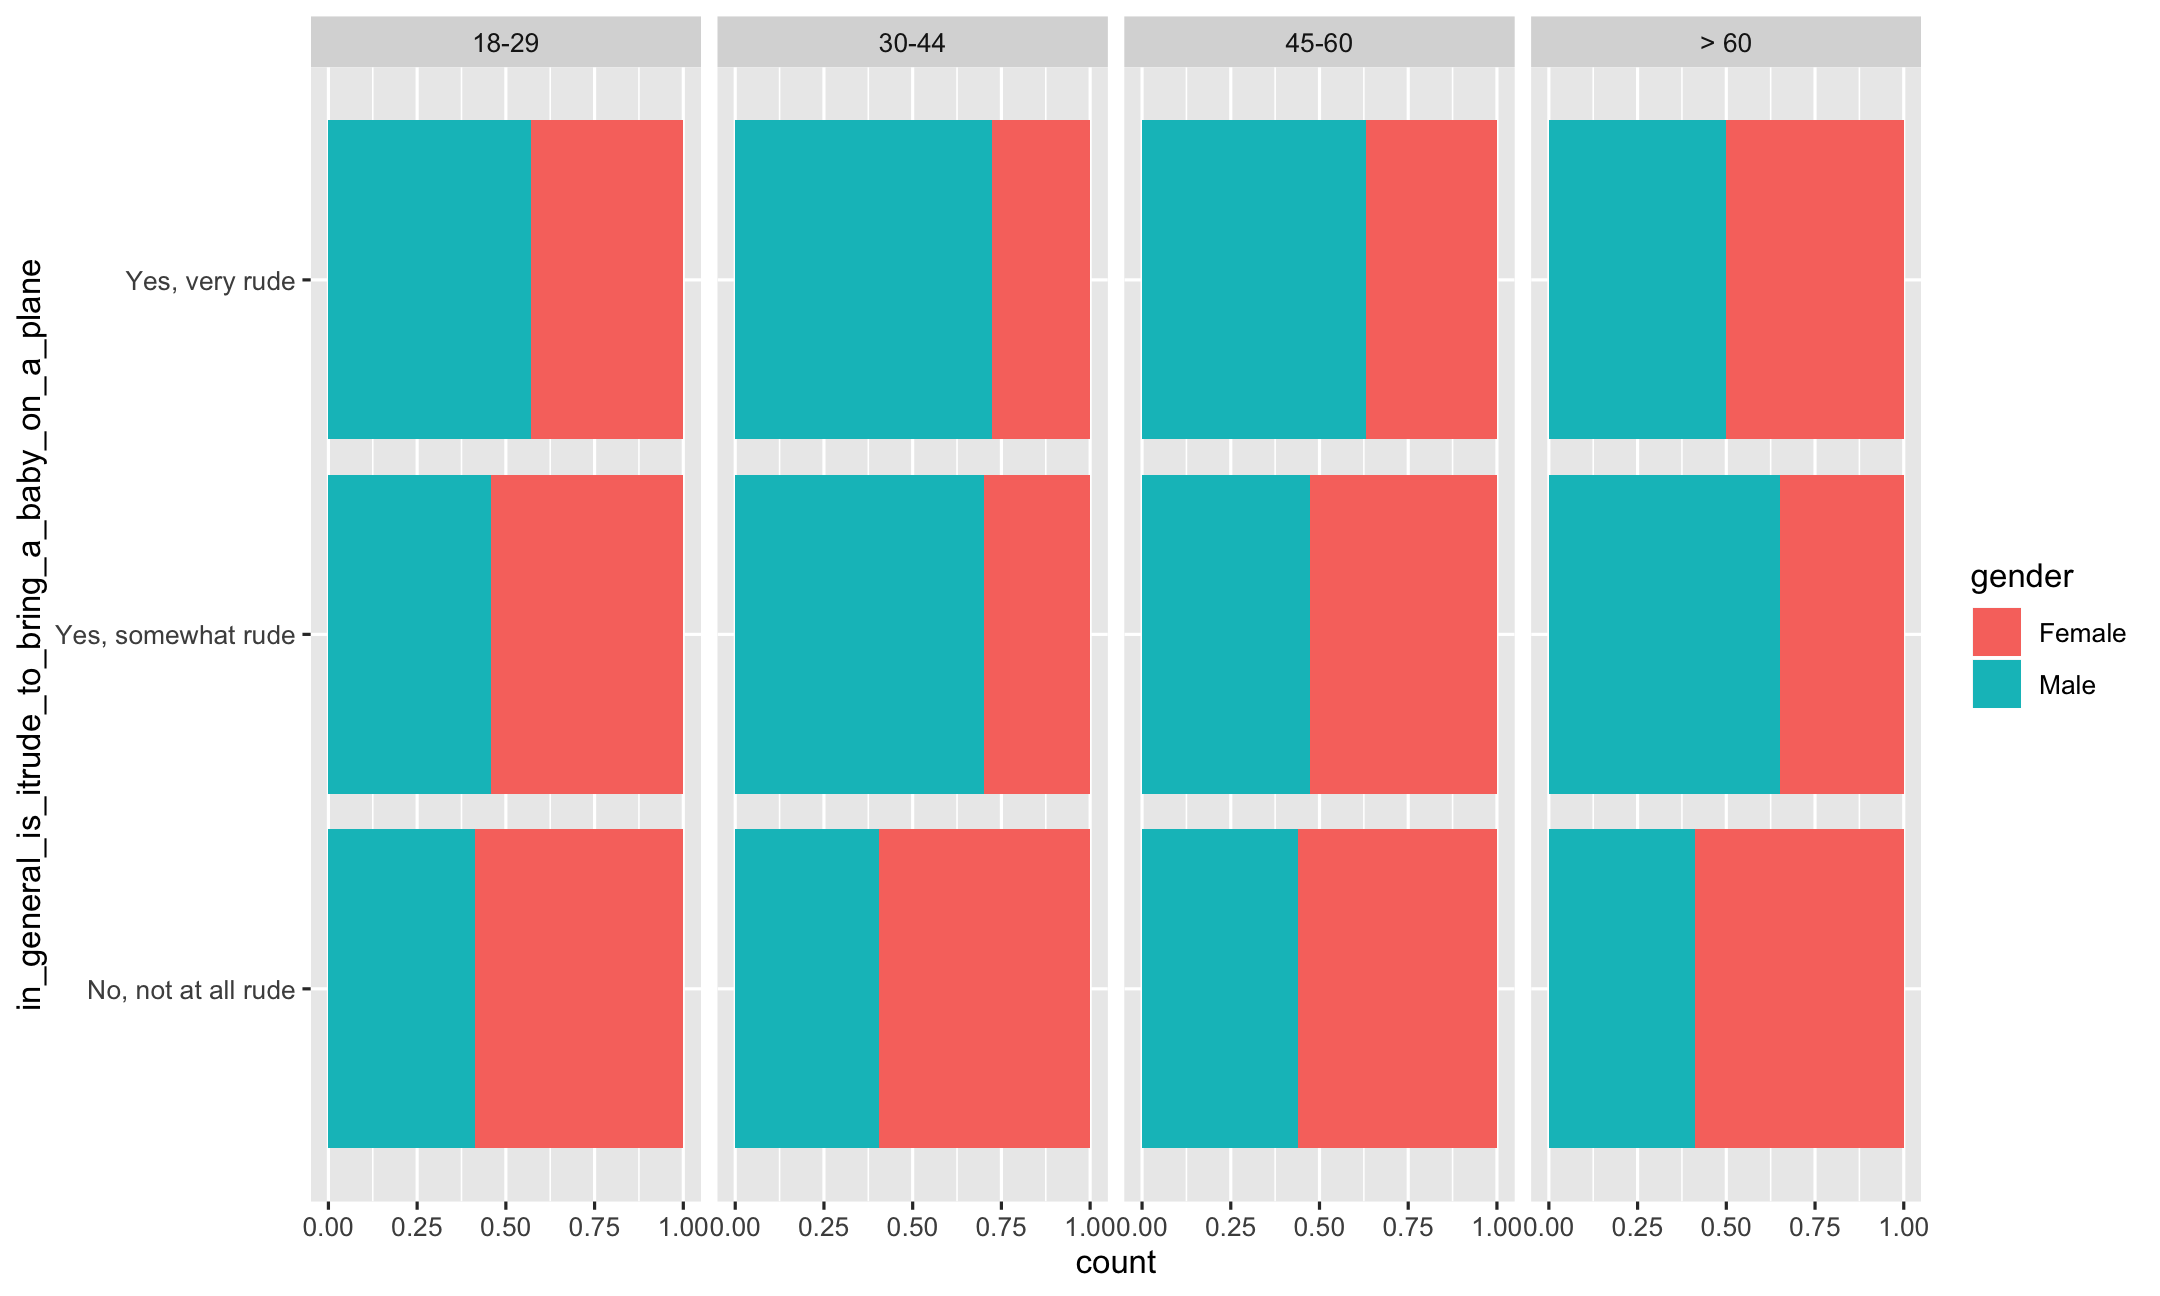 18-29
30-44
45-60
> 60
in_general_is_itrude_to_bring_a_baby_on_a_plane
Yes, very rude
Yes, somewhat rude
No, not at all rude
0.00 0.25 0.50 0.75 1.00 0.00 0.25 0.50 0.75 1.00 0.00 0.25 0.50 0.75 1.00 0.00 0.25 0.50 0.75 1.00
count
gender
Female
Male